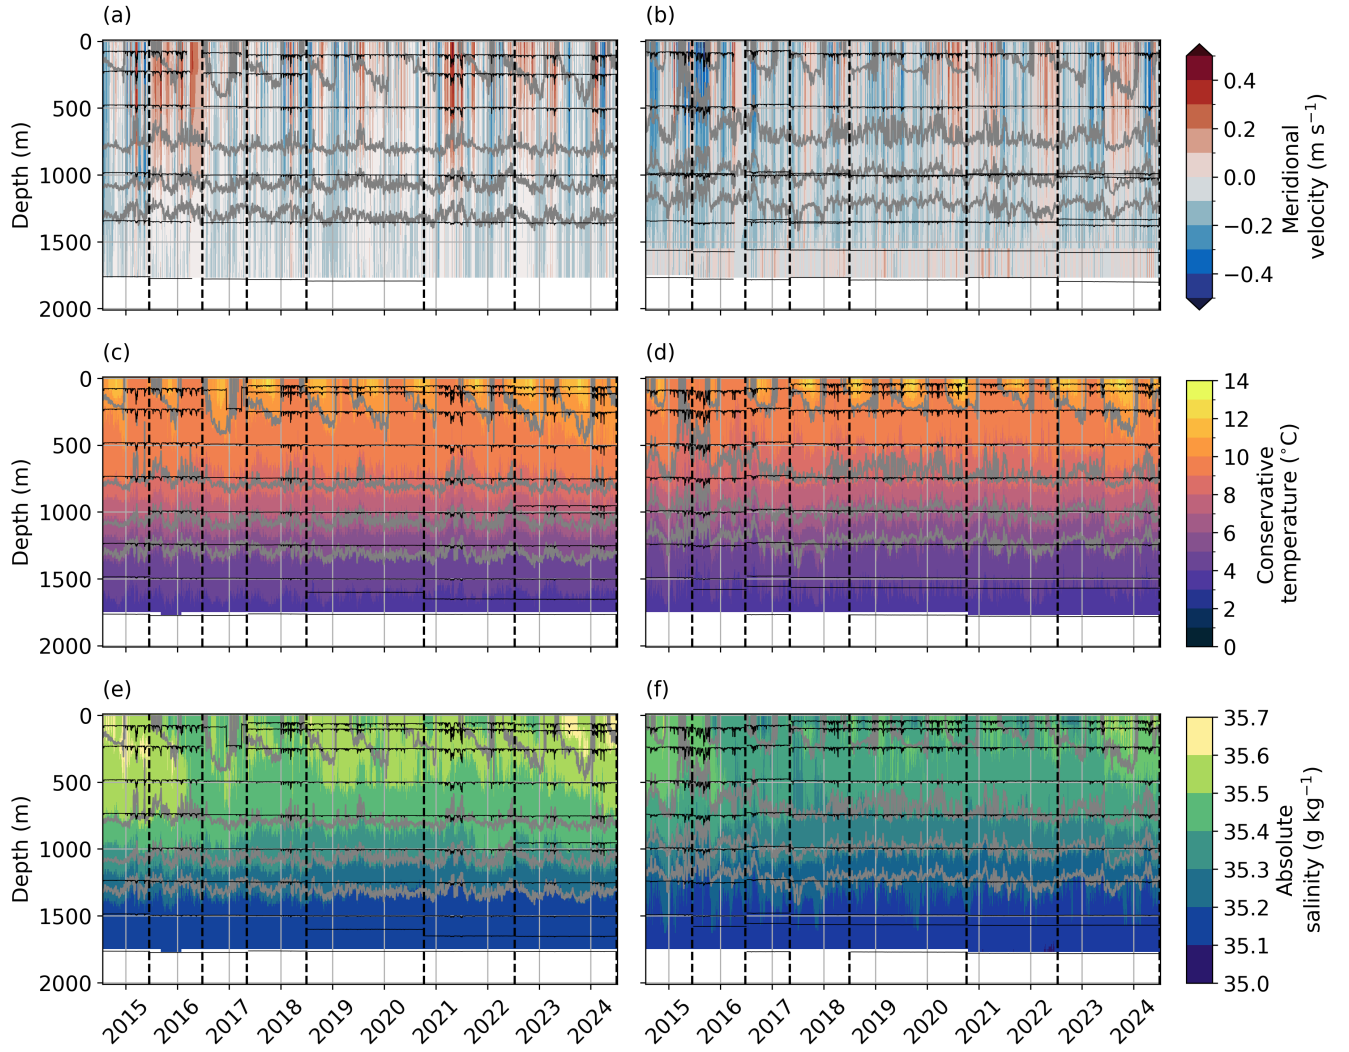 (a)
(b)
0
500
1000
1500
2000
Depth (m)
0.4
0.2
0.0
−0.2
−0.4
Meridional
velocity (m s−1)
(c)
(d)
0
500
1000
1500
2000
Depth (m)
14
12
10
8
6
4
2
0
Conservative
temperature (°C)
(e)
(f)
0
500
1000
1500
2000
Depth (m)
35.7
35.6
35.5
35.4
35.3
35.2
35.1
35.0
Absolute
salinity (g kg−1)
2015 2016 2017 2018 2019 2020 2021 2022 2023 2024
2015 2016 2017 2018 2019 2020 2021 2022 2023 2024